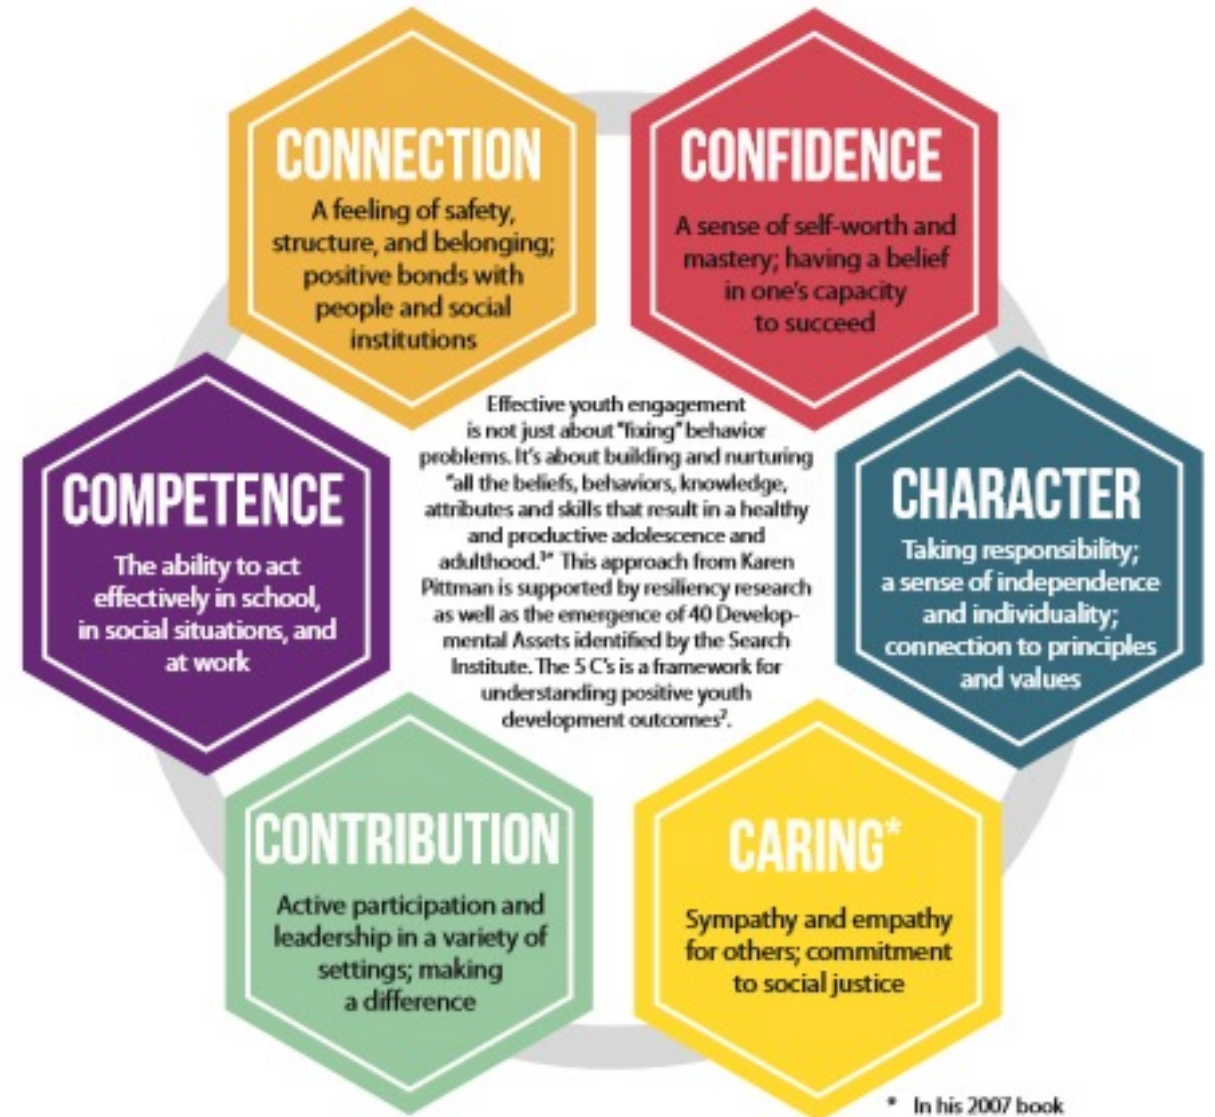 CONNECTION
A feeling of safety,
structure, and belonging;
positive bonds with
people and social
institutions
CONFIDENCE
A sense of self-worth and
mastery; having a belief
in one's capacity
to succeed
COMPETENCE
The ability to act
effectively in school,
in social situations, and
at work
Effective youth engagement
is not just about "fixing" behavior
problems. It's about building and nurturing
"all the beliefs, behaviors, knowledge,
attributes and skills that result in a healthy
and productive adolescence and
adulthood.¹" This approach from Karen
Pittman is supported by resiliency research
as well as the emergence of 40 Develop-
mental Assets identified by the Search
Institute. The 5 C's is a framework for
understanding positive youth
development outcomes².
CHARACTER
Taking responsibility;
a sense of independence
and individuality;
connection to principles
and values
CONTRIBUTION
Active participation and
leadership in a variety of
settings; making
a difference
CARING*
Sympathy and empathy
for others; commitment
to social justice
* In his 2007 book